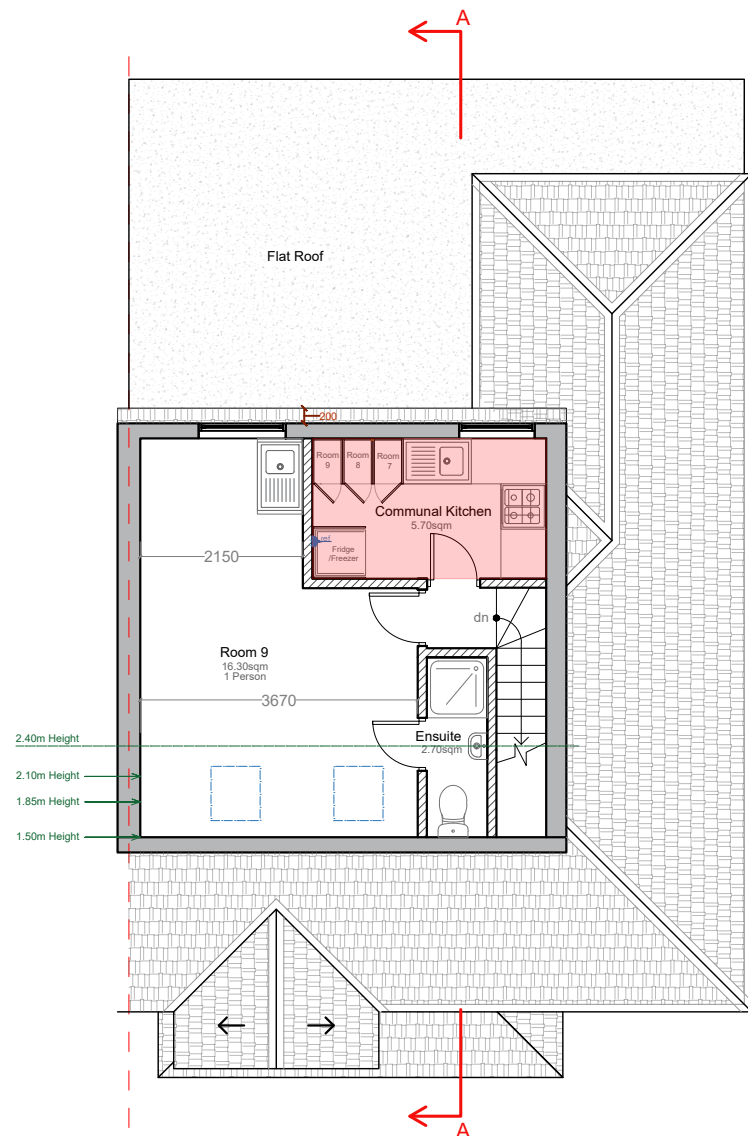 A
Flat Roof
200
Room
9
Room
8
Room
7
Communal Kitchen
5.70sqm
ref.
Fridge
/Freezer
2150
dn
Room 9
16.30sqm
1 Person
3670
Ensuite
2.70sqm
2.40m Height
2.10m Height
1.85m Height
1.50m Height
A